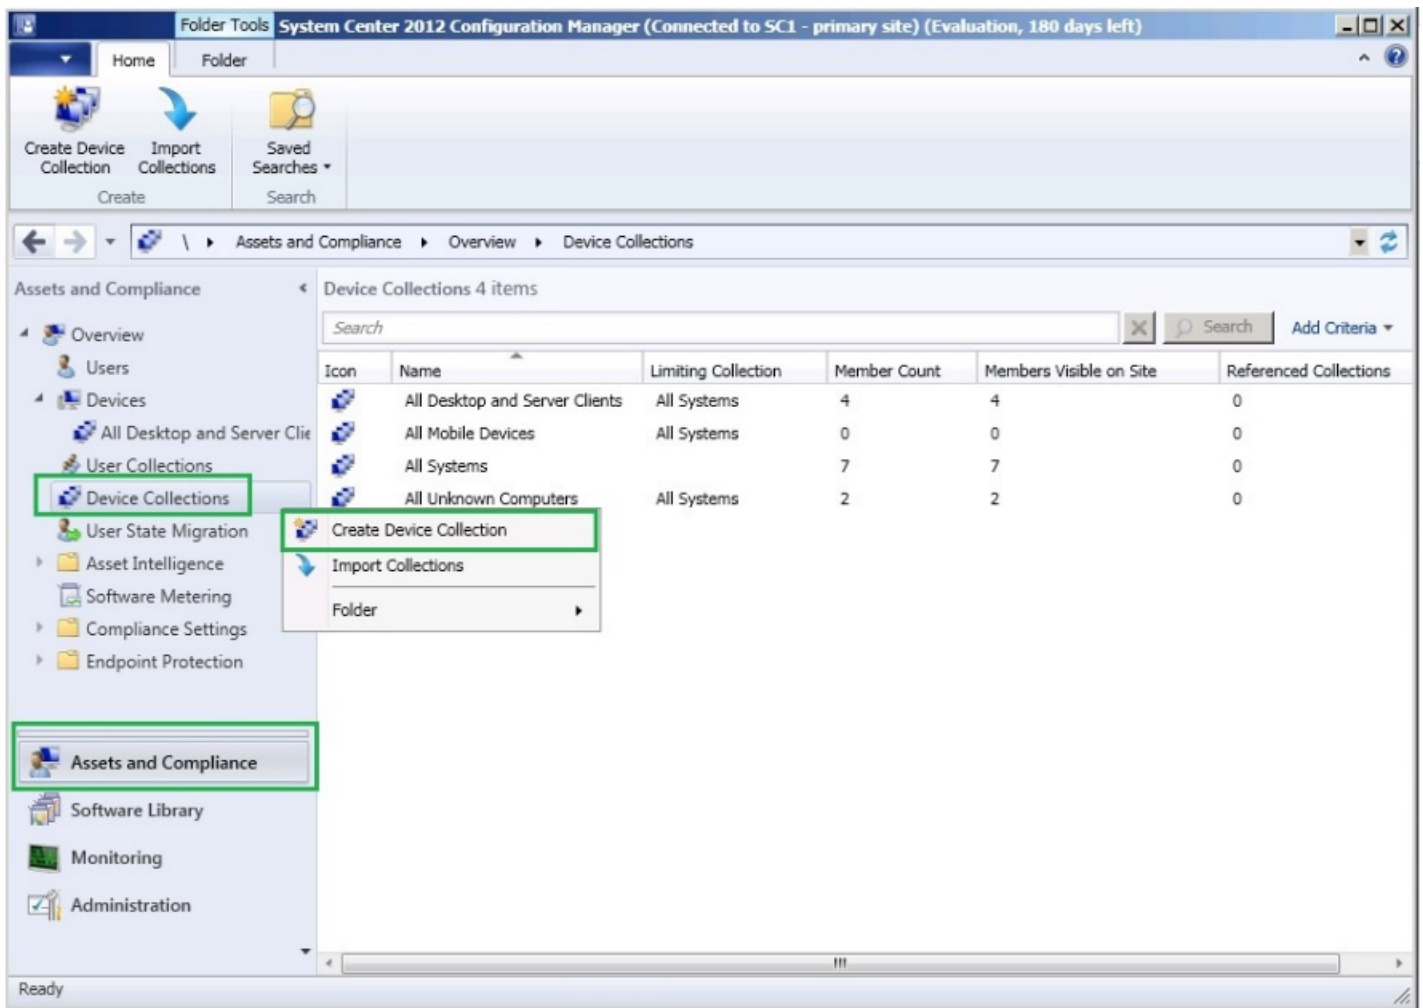 Folder Tools System Center 2012 Configuration Manager (Connected to SC1 - primary site) (Evaluation, 180 days left)
Home Folder
Create Device Collection
Import Collections
Saved Searches
Create
Search
\ Assets and Compliance Overview Device Collections
Assets and Compliance
Overview
Users
Devices
All Desktop and Server Clie
User Collections
Device Collections
User State Migration
Asset Intelligence
Software Metering
Compliance Settings
Endpoint Protection
Assets and Compliance
Software Library
Monitoring
Administration
Device Collections 4 items
Search Search Add Criteria
Icon Name Limiting Collection Member Count Members Visible on Site Referenced Collections
All Desktop and Server Clients All Systems 4 4 0
All Mobile Devices All Systems 0 0 0
All Systems 7 7 0
All Unknown Computers All Systems 2 2 0
Create Device Collection
Import Collections
Folder
Ready